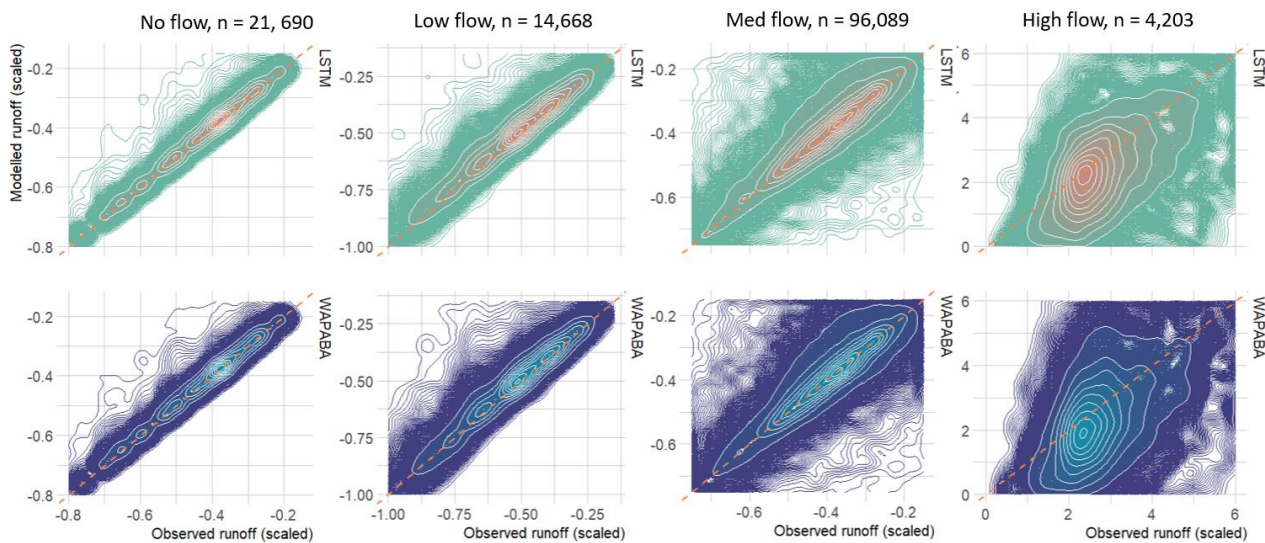 No flow, n = 21, 690
Low flow, n = 14,668
Med flow, n = 96,089
High flow, n = 4,203
Modelled runoff (scaled)
-0.2
-0.4
-0.6
-0.8
LSTM
-0.25
-0.50
-0.75
-1.00
LSTM
-0.2
-0.4
-0.6
LSTM
6
4
2
0
LSTM
-0.2
-0.4
-0.6
-0.8
WAPABA
-0.25
-0.50
-0.75
-1.00
WAPABA
-0.2
-0.4
-0.6
WAPABA
6
4
2
0
WAPABA
-0.8 -0.6 -0.4 -0.2
-1.00 -0.75 -0.50 -0.25
-0.6 -0.4 -0.2
0 2 4 6
Observed runoff (scaled)
Observed runoff (scaled)
Observed runoff (scaled)
Observed runoff (scaled)